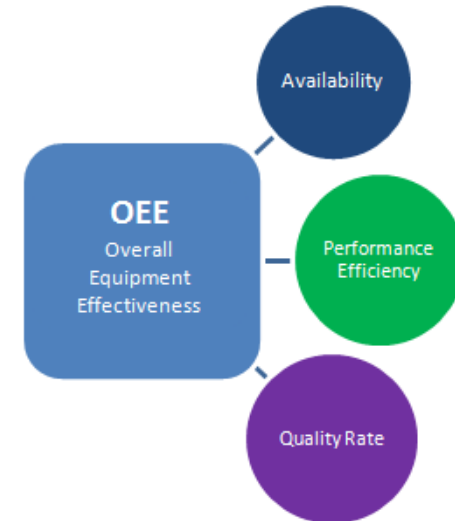 Availability
OEE
Overall
Equipment
Effectiveness
Performance
Efficiency
Quality Rate